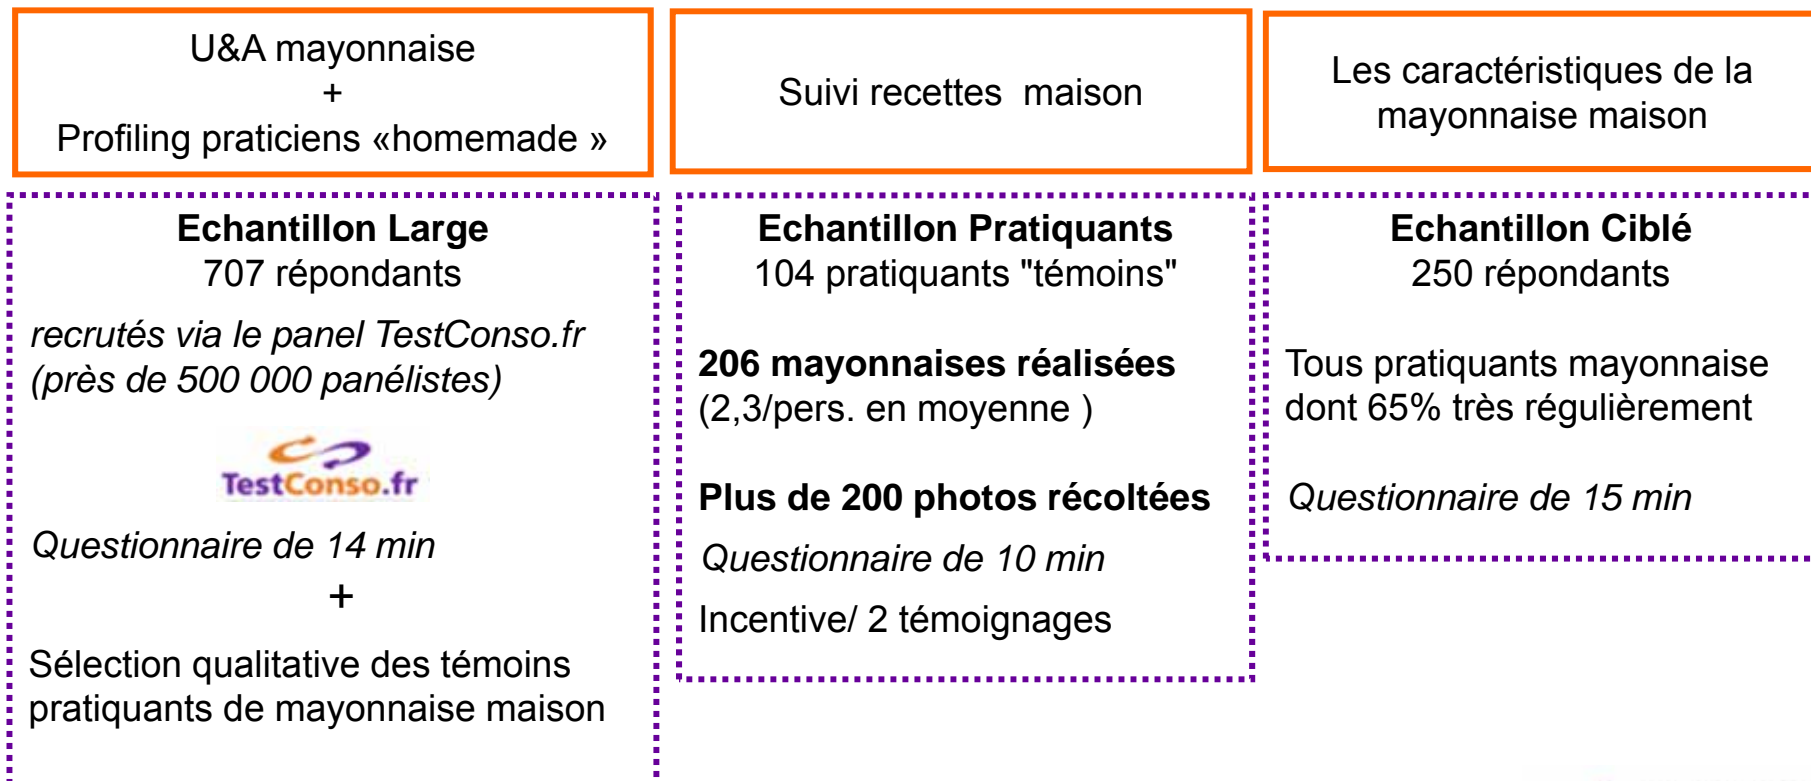 U&A mayonnaise
+
Profiling praticiens «homemade »
Suivi recettes  maison
Les caractéristiques de la
mayonnaise maison
Echantillon Large
707 répondants
recrutés via le panel TestConso.fr
(près de 500 000 panélistes)
TestConso.fr
Questionnaire de 14 min
+
Sélection qualitative des témoins
pratiquants de mayonnaise maison
Echantillon Pratiquants
104 pratiquants "témoins"
206 mayonnaises réalisées
(2,3/pers. en moyenne )
Plus de 200 photos récoltées
Questionnaire de 10 min
Incentive/ 2 témoignages
Echantillon Ciblé
250 répondants
Tous pratiquants mayonnaise
dont 65% très régulièrement
Questionnaire de 15 min